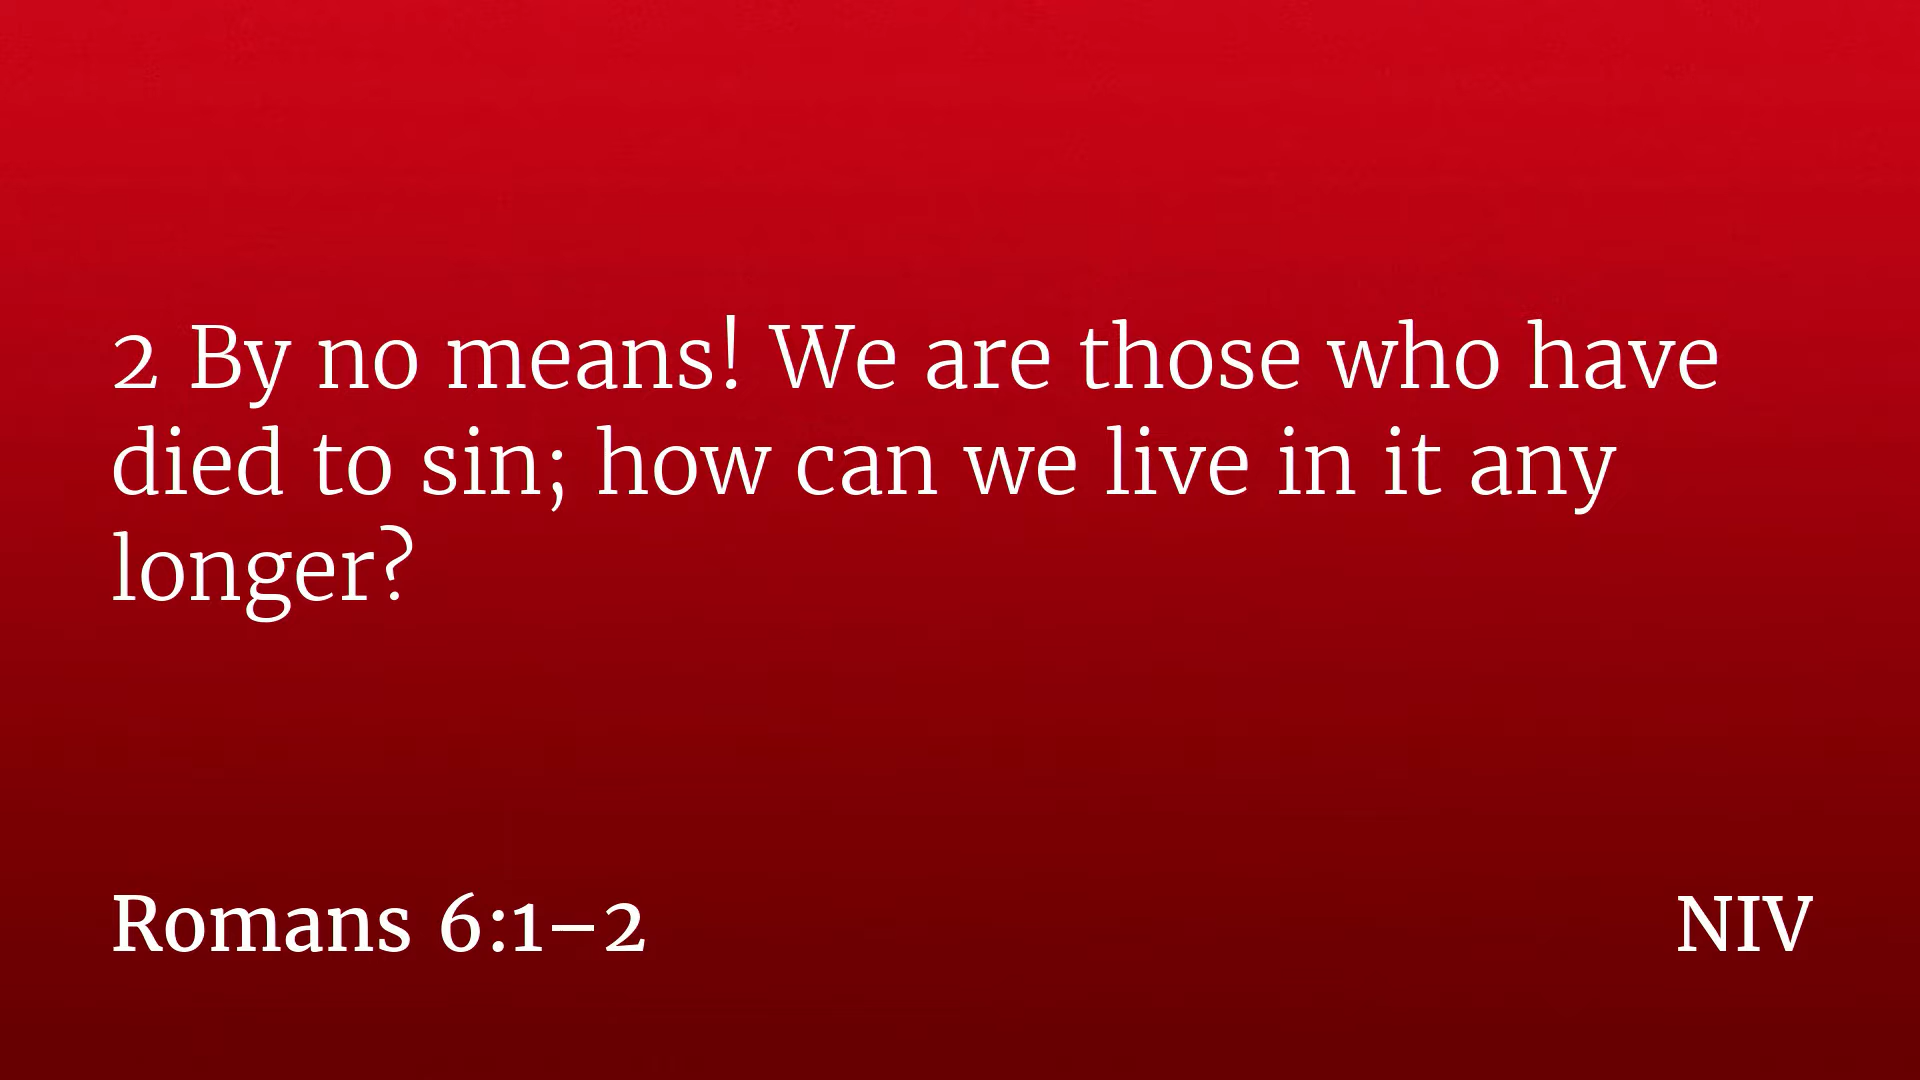 2 By no means! We are those who have
died to sin; how can we live in it any
longer?
Romans 6:1–2
NIV